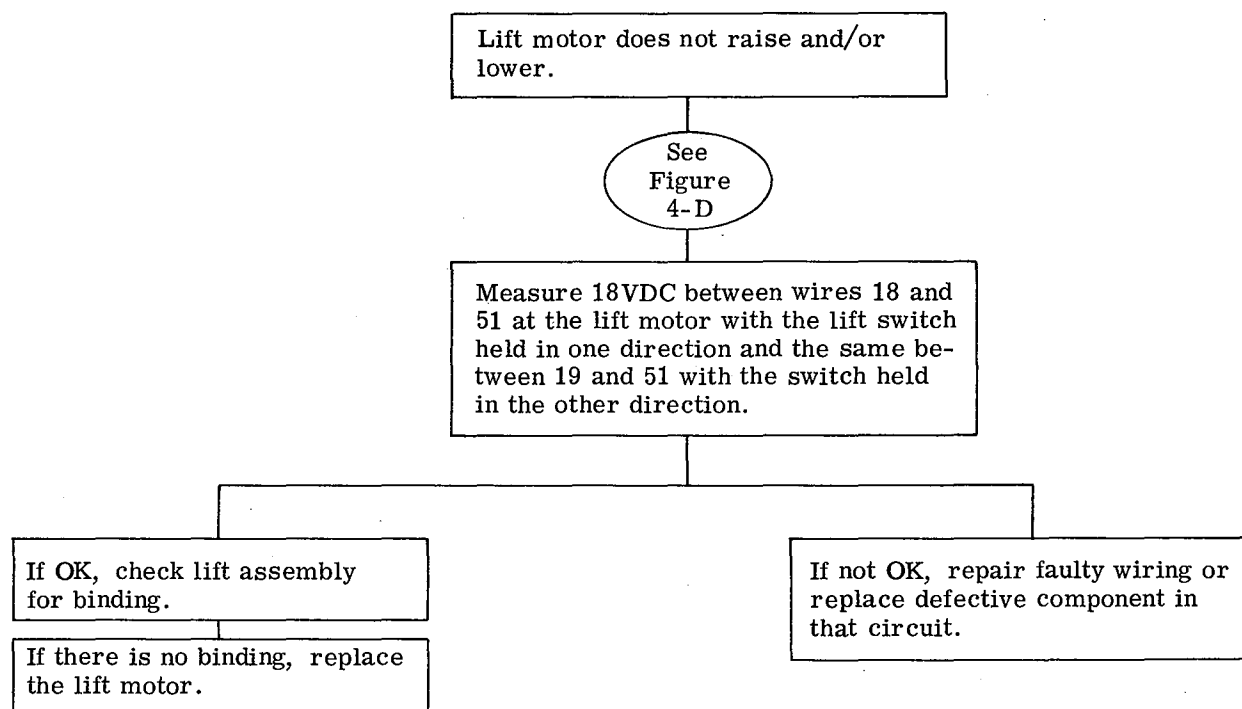 Lift motor does not raise and/or
lower.
See
Figure
4-D
Measure 18VDC between wires 18 and
51 at the lift motor with the lift switch
held in one direction and the same be-
tween 19 and 51 with the switch held
in the other direction.
If OK, check lift assembly
for binding.
If there is no binding, replace
the lift motor.
If not OK, repair faulty wiring or
replace defective component in
that circuit.